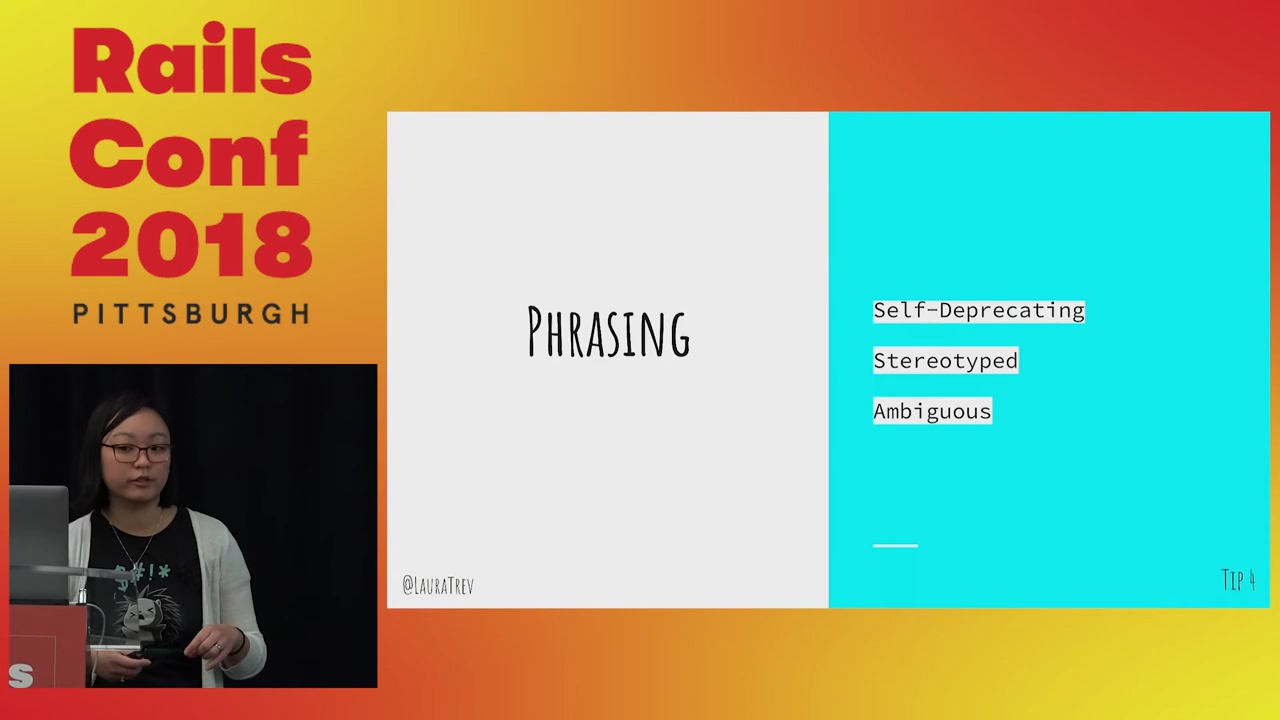 Rails
Conf
2018
PITTSBURGH
PHRASING
Self-Deprecating
Stereotyped
Ambiguous
@LAURATREV
TIP 4
$#!*
S